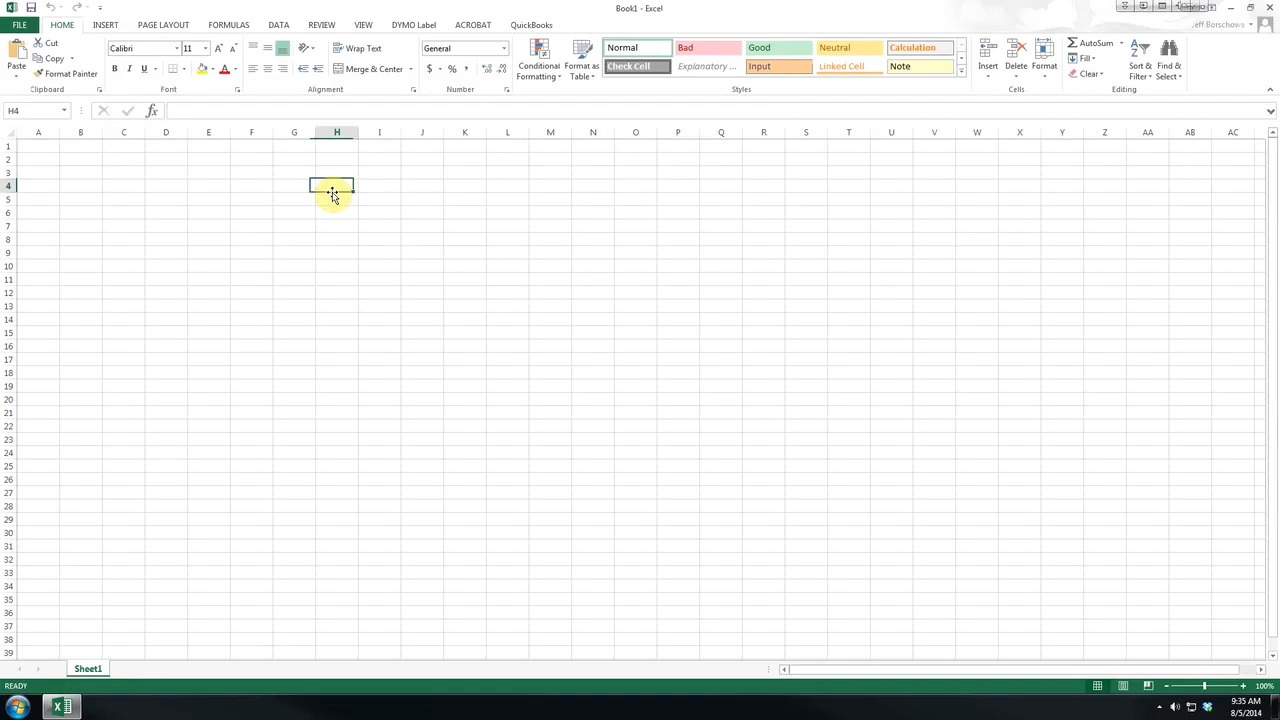 Book1 - Excel
FILE HOME INSERT PAGE LAYOUT FORMULAS DATA REVIEW VIEW DYMO Label ACROBAT QuickBooks
Jeff Borschow
Paste
Cut
Copy
Format Painter
Clipboard
Calibri 11 A A
B I U A
Font
Wrap Text
Merge & Center
Alignment
General
$ % ,
Number
Conditional Formatting
Format as Table
Normal Bad Good Neutral Calculation
Check Cell Explanatory ... Input Linked Cell Note
Styles
Insert Delete Format
Cells
AutoSum
Fill
Clear
Sort & Filter
Find & Select
Editing
H4 fx
A B C D E F G H I J K L M N O P Q R S T U V W X Y Z AA AB AC
1
2
3
4
5
6
7
8
9
10
11
12
13
14
15
16
17
18
19
20
21
22
23
24
25
26
27
28
29
30
31
32
33
34
35
36
37
38
39
Sheet1
READY 100%
9:35 AM
8/5/2014